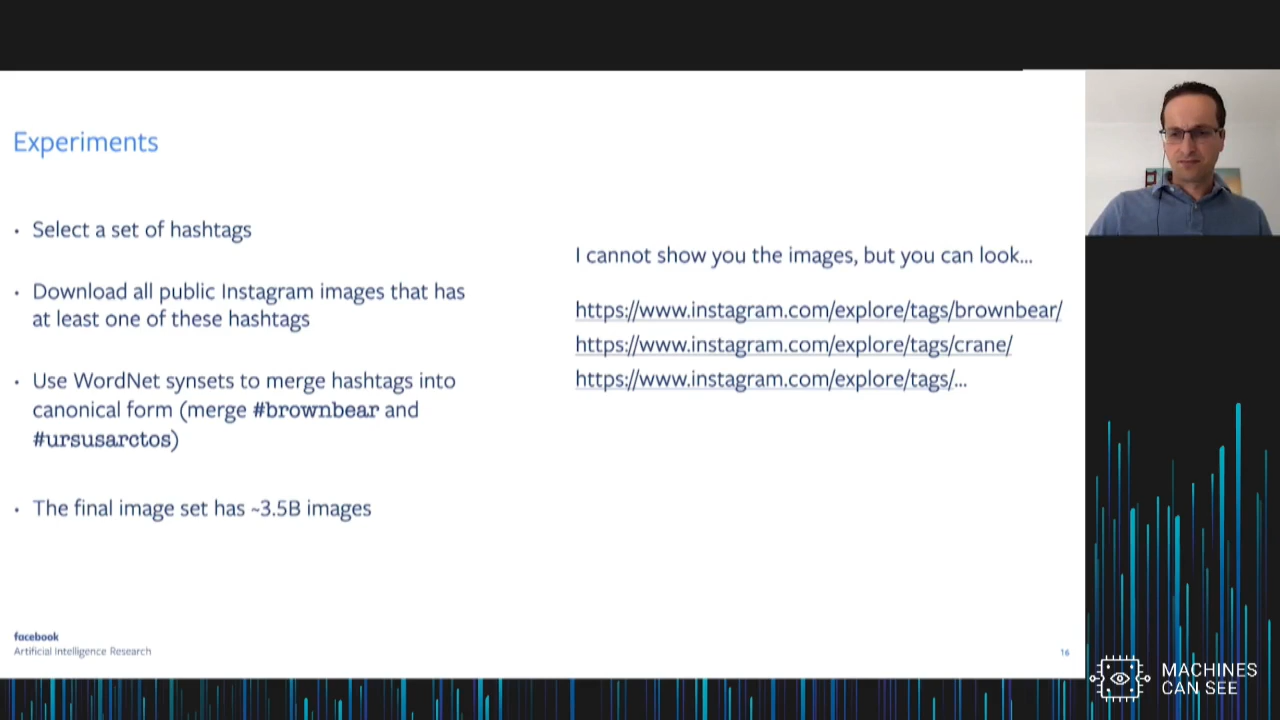 Experiments
• Select a set of hashtags
• Download all public Instagram images that has
at least one of these hashtags
• Use WordNet synsets to merge hashtags into
canonical form (merge #brownbear and
#ursusarctos)
• The final image set has ~3.5B images
I cannot show you the images, but you can look...
https://www.instagram.com/explore/tags/brownbear/
https://www.instagram.com/explore/tags/crane/
https://www.instagram.com/explore/tags/...
facebook
Artificial Intelligence Research
16
MACHINES
CAN SEE